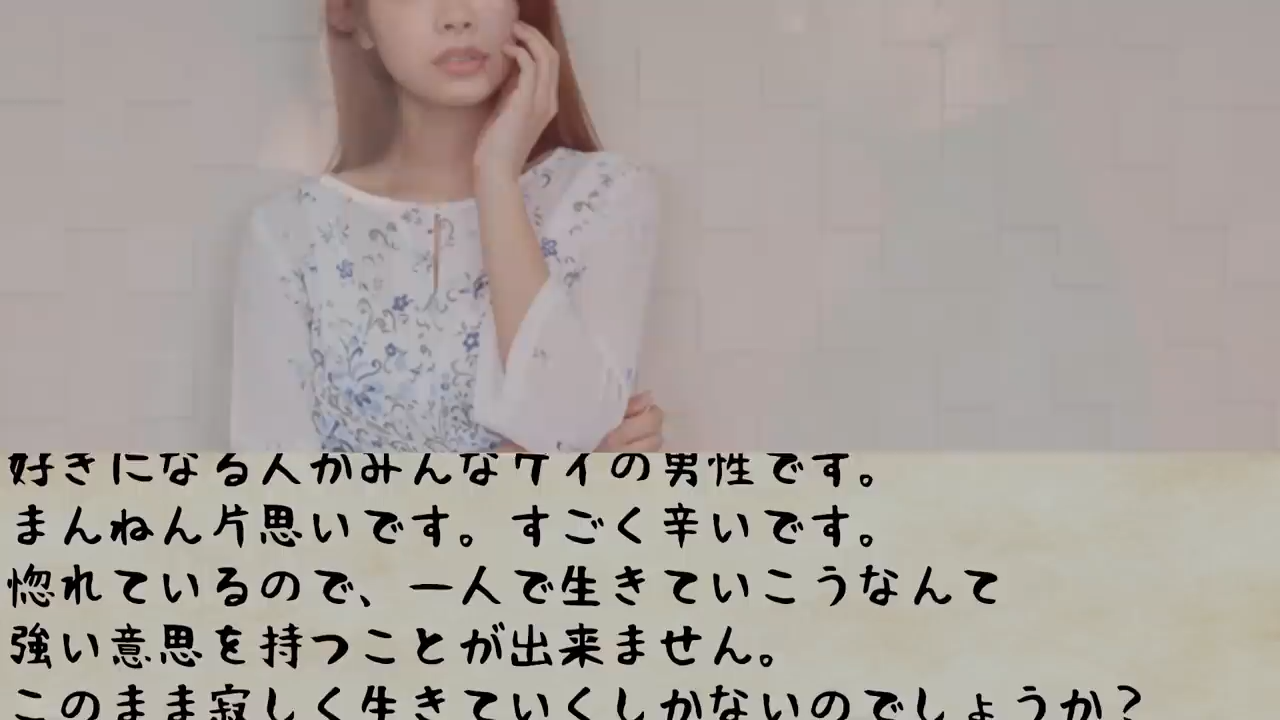 好きになる人がみんなゲイの男性です。
まんねん片思いです。すごく辛いです。
惚れているので、一人で生きていこうなんて
強い意思を持つことが出来ません。
このまま寂しく生きていくしかないのでしょうか？